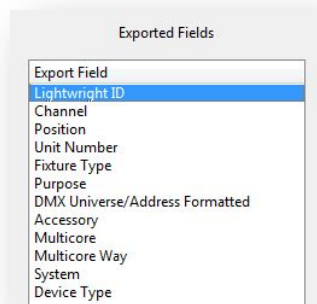 Exported Fields
Export Field
Lightwright ID
Channel
Position
Unit Number
Fixture Type
Purpose
DMX Universe/Address Formatted
Accessory
Multicore
Multicore Way
System
Device Type